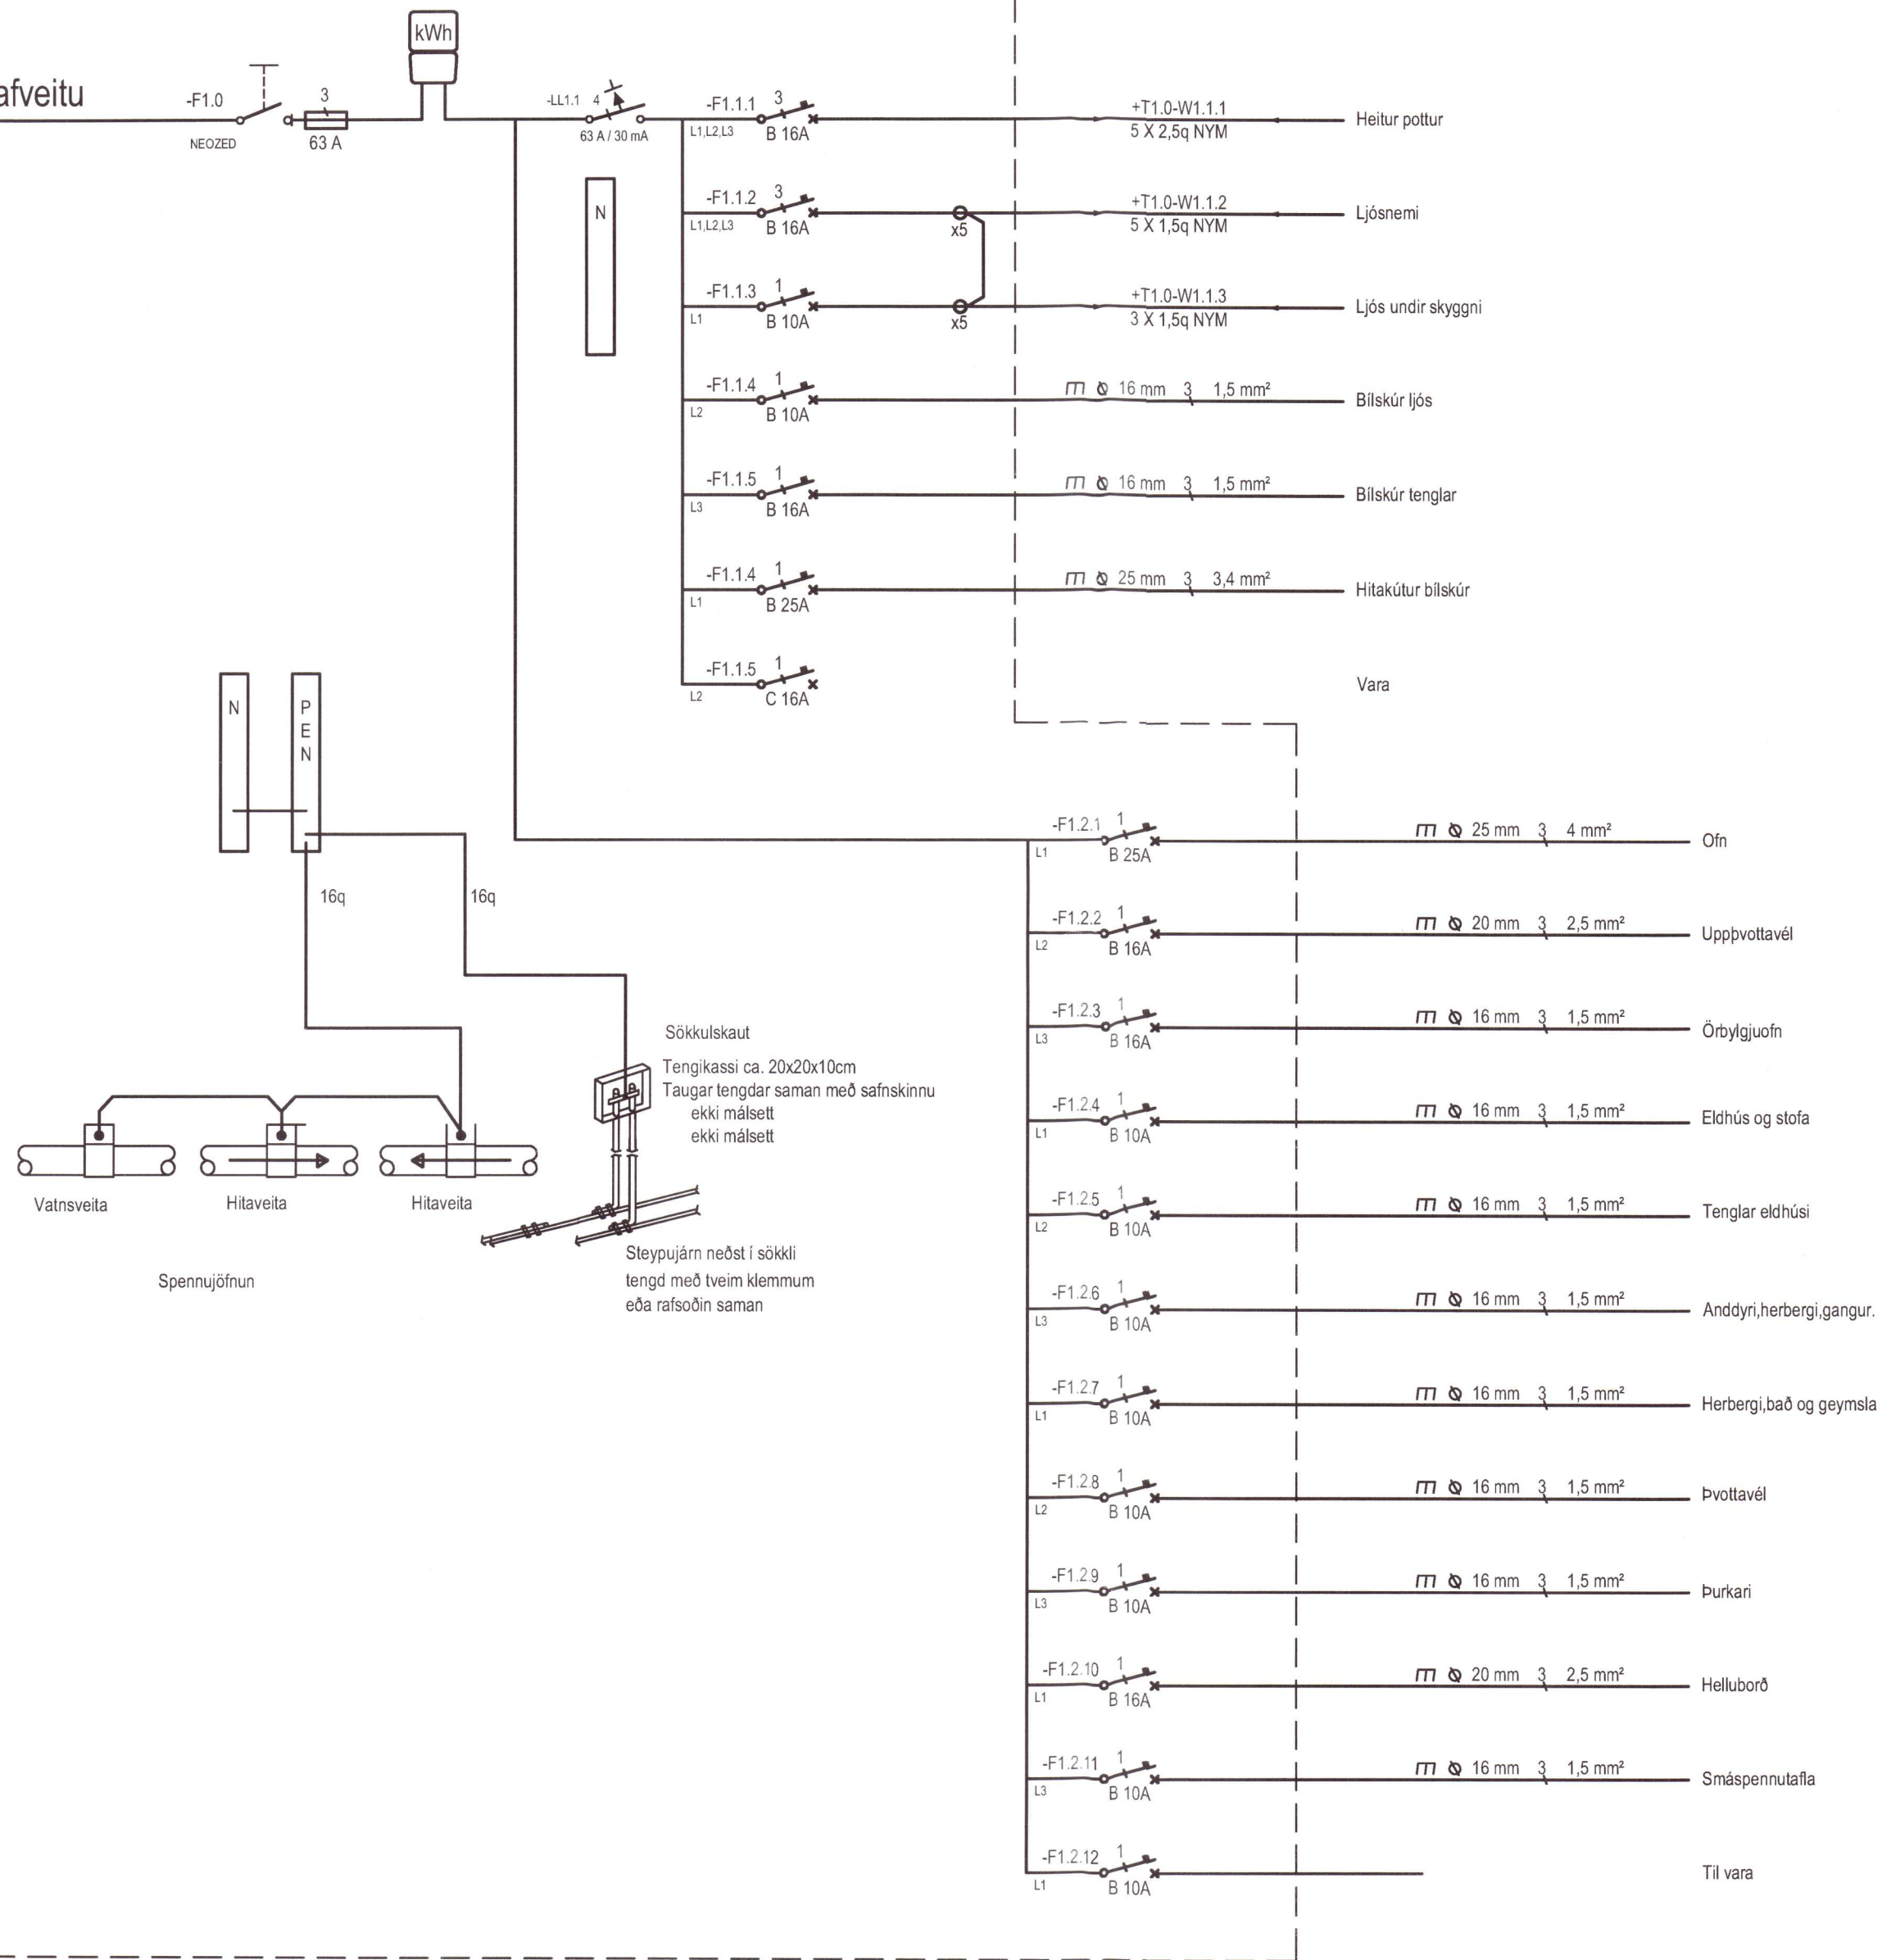 kWh
afveitu
-F1.0
NEOZED
3
63 A
-LL1.1 4
63 A / 30 mA
N
-F1.1.1 3
L1,L2,L3 B 16A
+T1.0-W1.1.1
5 X 2,5q NYM
Heitur pottur
-F1.1.2 3
L1,L2,L3 B 16A
x5
+T1.0-W1.1.2
5 X 1,5q NYM
Ljósnemi
-F1.1.3 1
L1 B 10A
x5
+T1.0-W1.1.3
3 X 1,5q NYM
Ljós undir skyggni
-F1.1.4 1
L2 B 10A
16 mm 3 1,5 mm²
Bílskúr ljós
-F1.1.5 1
L3 B 16A
16 mm 3 1,5 mm²
Bílskúr tenglar
-F1.1.4 1
L1 B 25A
25 mm 3 3,4 mm²
Hitakútur bílskúr
-F1.1.5 1
L2 C 16A
Vara
N
PEN
16q
16q
Sökkulskaut
Tengikassi ca. 20x20x10cm
Taugar tengdar saman með safnskinnu
ekki málsett
ekki málsett
Vatnsveita
Hitaveita
Hitaveita
Spennujöfnun
Steypujárn neðst í sökkli
tengd með tveim klemmum
eða rafsoðin saman
-F1.2.1 1
L1 B 25A
25 mm 3 4 mm²
Ofn
-F1.2.2 1
L2 B 16A
20 mm 3 2,5 mm²
Uppþvottavél
-F1.2.3 1
L3 B 16A
16 mm 3 1,5 mm²
Örbylgjuofn
-F1.2.4 1
L1 B 10A
16 mm 3 1,5 mm²
Eldhús og stofa
-F1.2.5 1
L2 B 10A
16 mm 3 1,5 mm²
Tenglar eldhúsi
-F1.2.6 1
L3 B 10A
16 mm 3 1,5 mm²
Anddyri,herbergi,gangur.
-F1.2.7 1
L1 B 10A
16 mm 3 1,5 mm²
Herbergi,bað og geymsla
-F1.2.8 1
L2 B 10A
16 mm 3 1,5 mm²
Þvottavél
-F1.2.9 1
L3 B 10A
16 mm 3 1,5 mm²
Þurkari
-F1.2.10 1
L1 B 16A
20 mm 3 2,5 mm²
Helluborð
-F1.2.11 1
L3 B 10A
16 mm 3 1,5 mm²
Smáspennutafla
-F1.2.12 1
L1 B 10A
Til vara